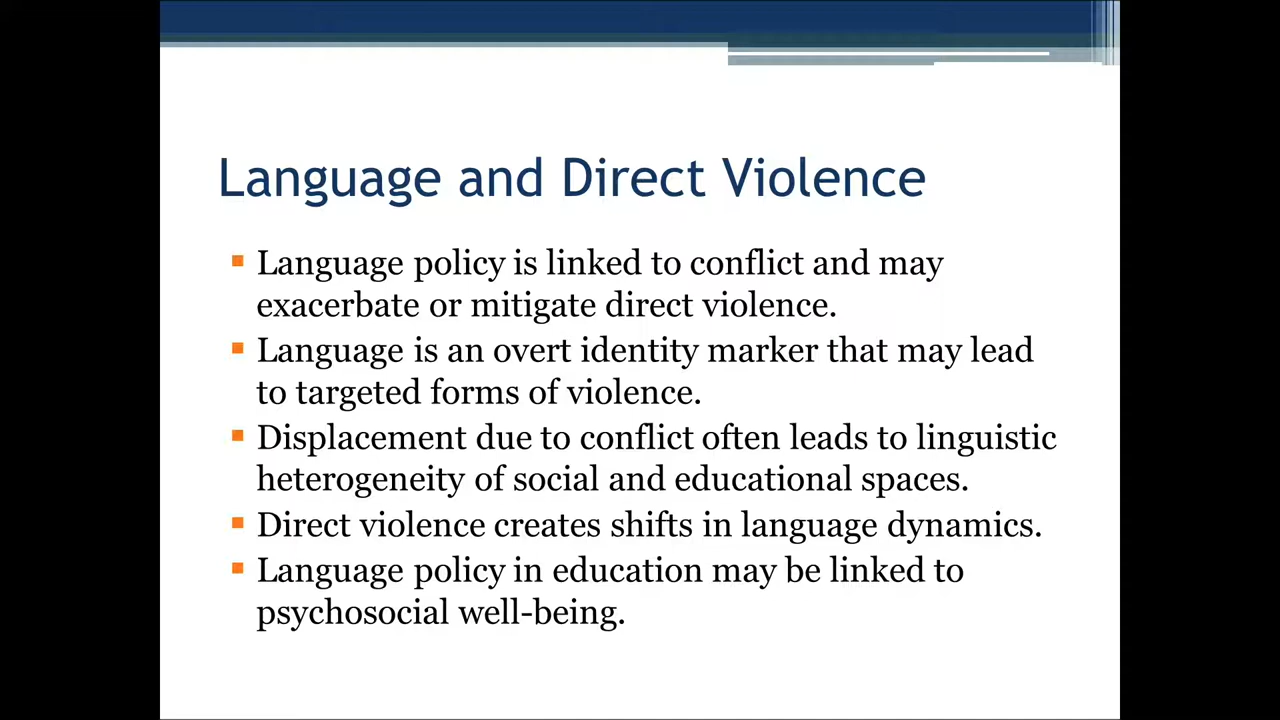 Language and Direct Violence
Language policy is linked to conflict and may
exacerbate or mitigate direct violence.
Language is an overt identity marker that may lead
to targeted forms of violence.
Displacement due to conflict often leads to linguistic
heterogeneity of social and educational spaces.
Direct violence creates shifts in language dynamics.
Language policy in education may be linked to
psychosocial well-being.